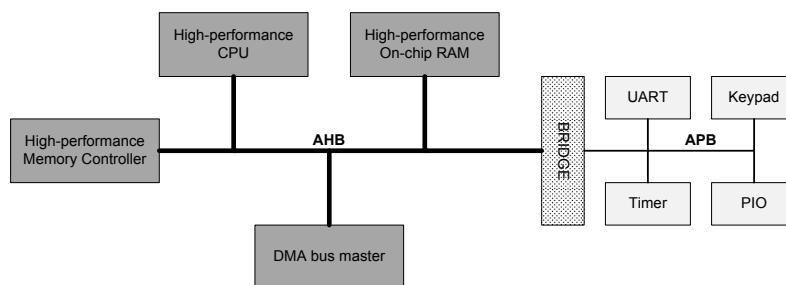 High-performance
CPU
High-performance
On-chip RAM
High-performance
Memory Controller
AHB
BRIDGE
UART
Keypad
APB
Timer
PIO
DMA bus master